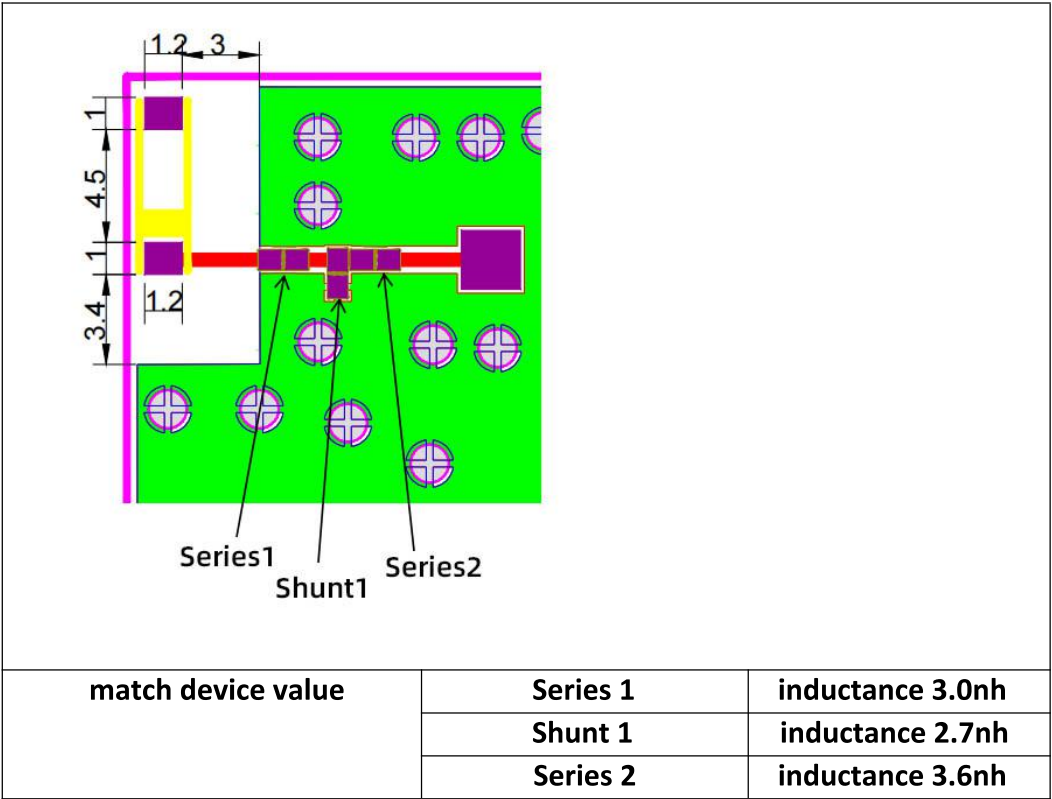 1.2 3
1
4.5
1
1.2
3.4
Series1
Shunt1
Series2
match device value
Series 1
inductance 3.0nh
Shunt 1
inductance 2.7nh
Series 2
inductance 3.6nh